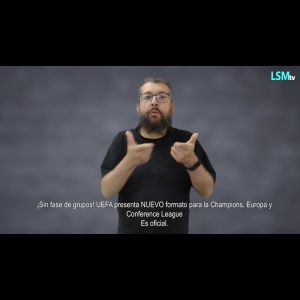 LSMtv
¡Sin fase de grupos! UEFA presenta NUEVO formato para la Champions, Europa y
Conference League
Es oficial.